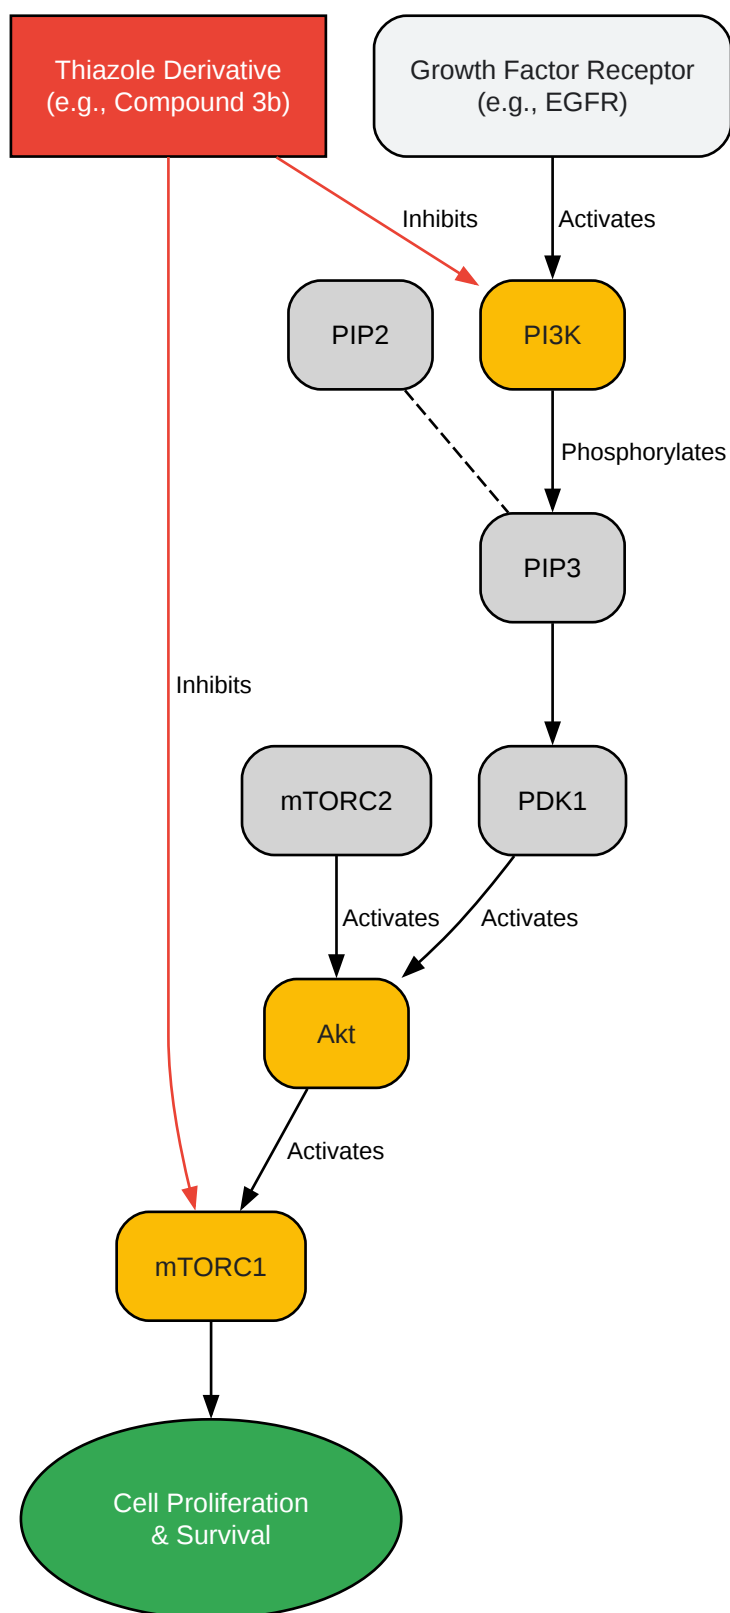 Thiazole Derivative
(e.g., Compound 3b)
Growth Factor Receptor
(e.g., EGFR)
Inhibits
Activates
PIP2
PI3K
Phosphorylates
PIP3
Inhibits
mTORC2
PDK1
Activates
Activates
Akt
Activates
mTORC1
Cell Proliferation
& Survival